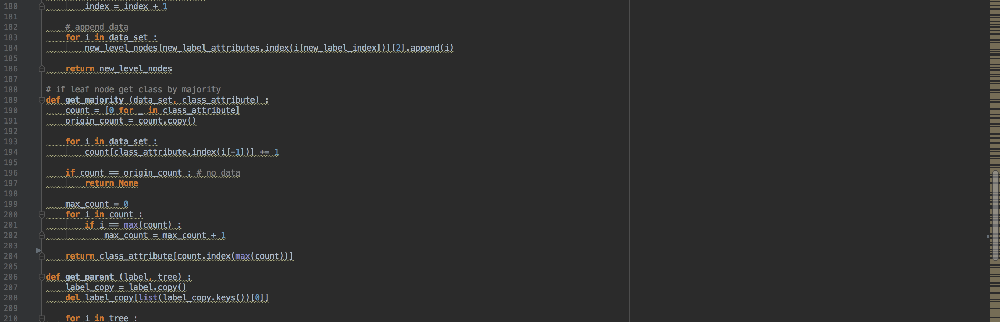 180         index = index + 1
181
182     # append data
183     for i in data_set :
184         new_level_nodes[new_label_attributes.index(i[new_label_index])][2].append(i)
185
186     return new_level_nodes
187
188 # if leaf node get class by majority
189 def get_majority (data_set, class_attribute) :
190     count = [0 for _ in class_attribute]
191     origin_count = count.copy()
192
193     for i in data_set :
194         count[class_attribute.index(i[-1])] += 1
195
196     if count == origin_count : # no data
197         return None
198
199     max_count = 0
200     for i in count :
201         if i == max(count) :
202             max_count = max_count + 1
203
204     return class_attribute[count.index(max(count))]
205
206 def get_parent (label, tree) :
207     label_copy = label.copy()
208     del label_copy[list(label_copy.keys())[0]]
209
210     for i in tree :